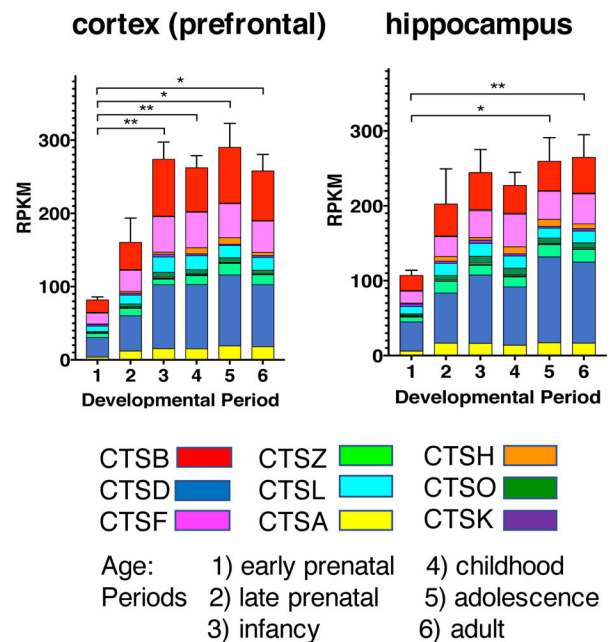 cortex (prefrontal) hippocampus
* **
*
** *
**
300 300
200 200
100 100
0 0
RPKM RPKM
1 2 3 4 5 6 1 2 3 4 5 6
Developmental Period Developmental Period
CTSB CTSZ CTSH
CTSD CTSL CTSO
CTSF CTSA CTSK
Age: 1) early prenatal 4) childhood
Periods 2) late prenatal 5) adolescence
3) infancy 6) adult